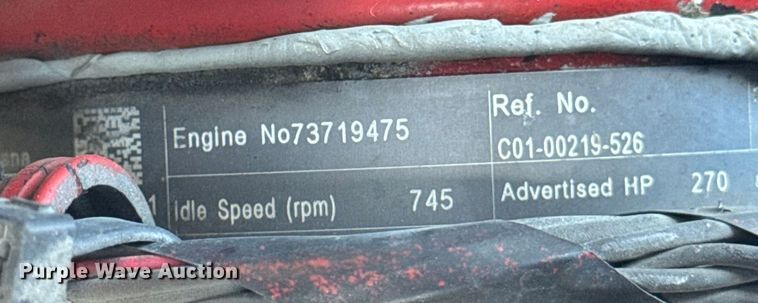 Engine No73719475
Ref. No.
C01-00219-526
Idle Speed (rpm) 745
Advertised HP 270
Purple Wave Auction